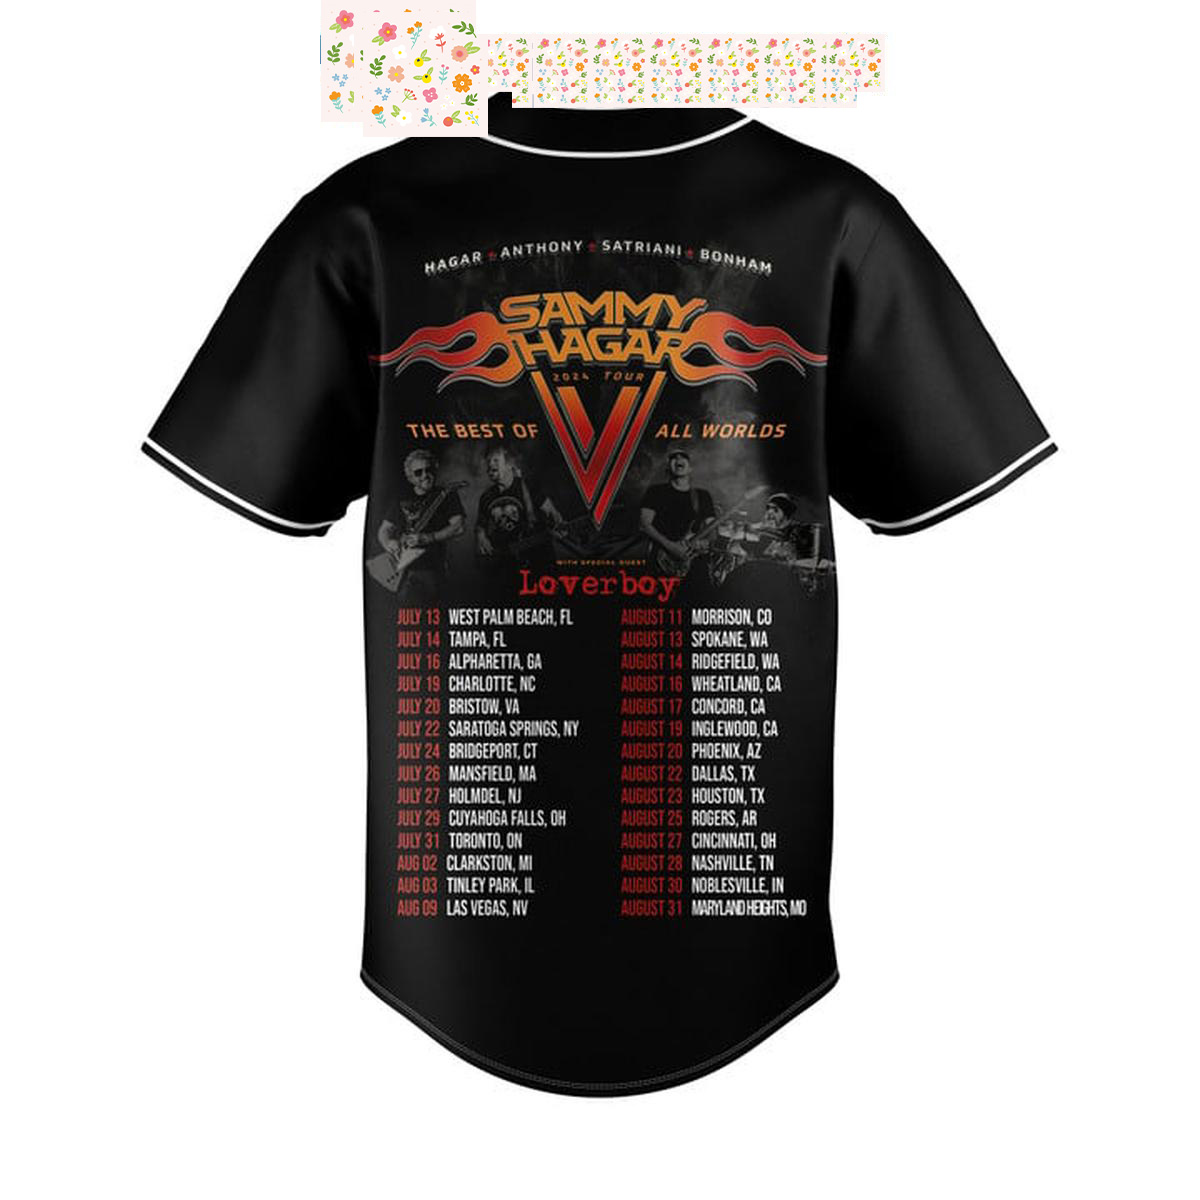 HAGAR ★ ANTHONY ★ SATRIANI ★ BONHAM
SAMMY
HAGAR
2024 TOUR
THE BEST OF ALL WORLDS
WITH SPECIAL GUEST
Loverboy
JULY 13 WEST PALM BEACH, FL
JULY 14 TAMPA, FL
JULY 16 ALPHARETTA, GA
JULY 19 CHARLOTTE, NC
JULY 20 BRISTOW, VA
JULY 22 SARATOGA SPRINGS, NY
JULY 24 BRIDGEPORT, CT
JULY 26 MANSFIELD, MA
JULY 27 HOLMDEL, NJ
JULY 29 CUYAHOGA FALLS, OH
JULY 31 TORONTO, ON
AUG 02 CLARKSTON, MI
AUG 03 TINLEY PARK, IL
AUG 09 LAS VEGAS, NV
AUGUST 11 MORRISON, CO
AUGUST 13 SPOKANE, WA
AUGUST 14 RIDGEFIELD, WA
AUGUST 16 WHEATLAND, CA
AUGUST 17 CONCORD, CA
AUGUST 19 INGLEWOOD, CA
AUGUST 20 PHOENIX, AZ
AUGUST 22 DALLAS, TX
AUGUST 23 HOUSTON, TX
AUGUST 25 ROGERS, AR
AUGUST 27 CINCINNATI, OH
AUGUST 28 NASHVILLE, TN
AUGUST 30 NOBLESVILLE, IN
AUGUST 31 MARYLAND HEIGHTS, MO